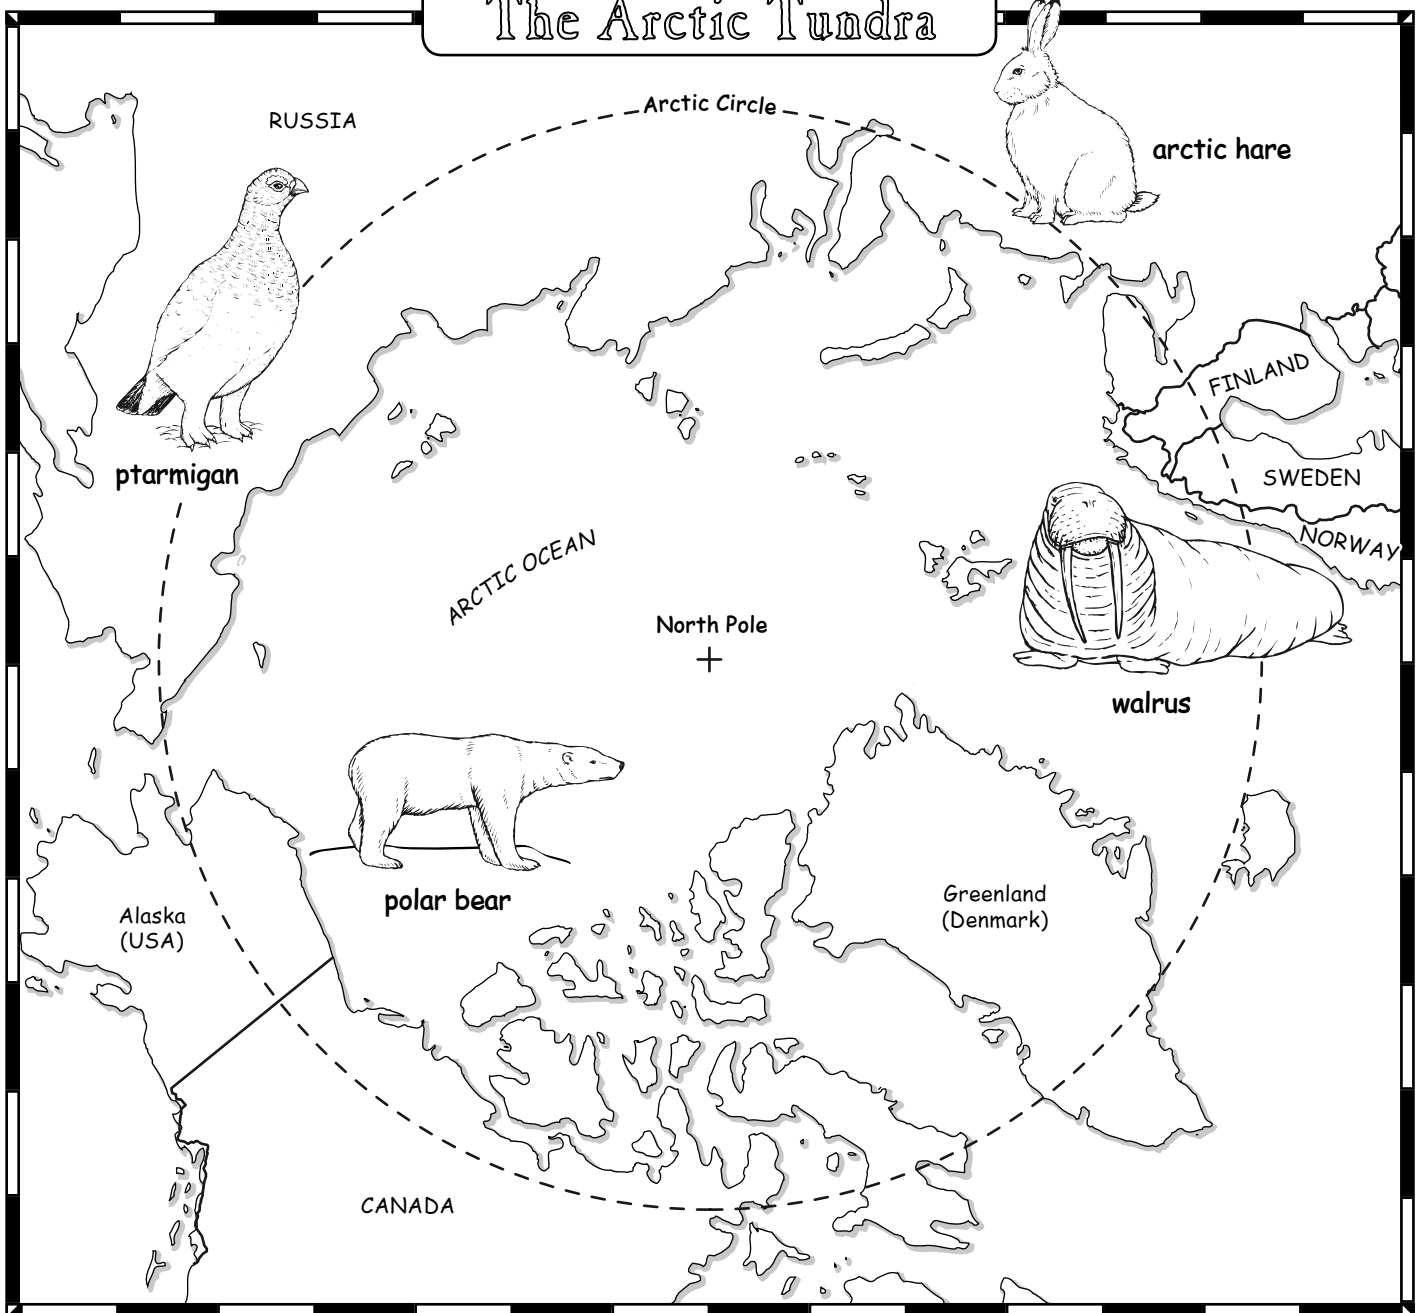 The Arctic Tundra
Arctic Circle
RUSSIA
arctic hare
FINLAND
ptarmigan
SWEDEN
NORWAY
ARCTIC OCEAN
North Pole
walrus
polar bear
Greenland
(Denmark)
Alaska
(USA)
CANADA